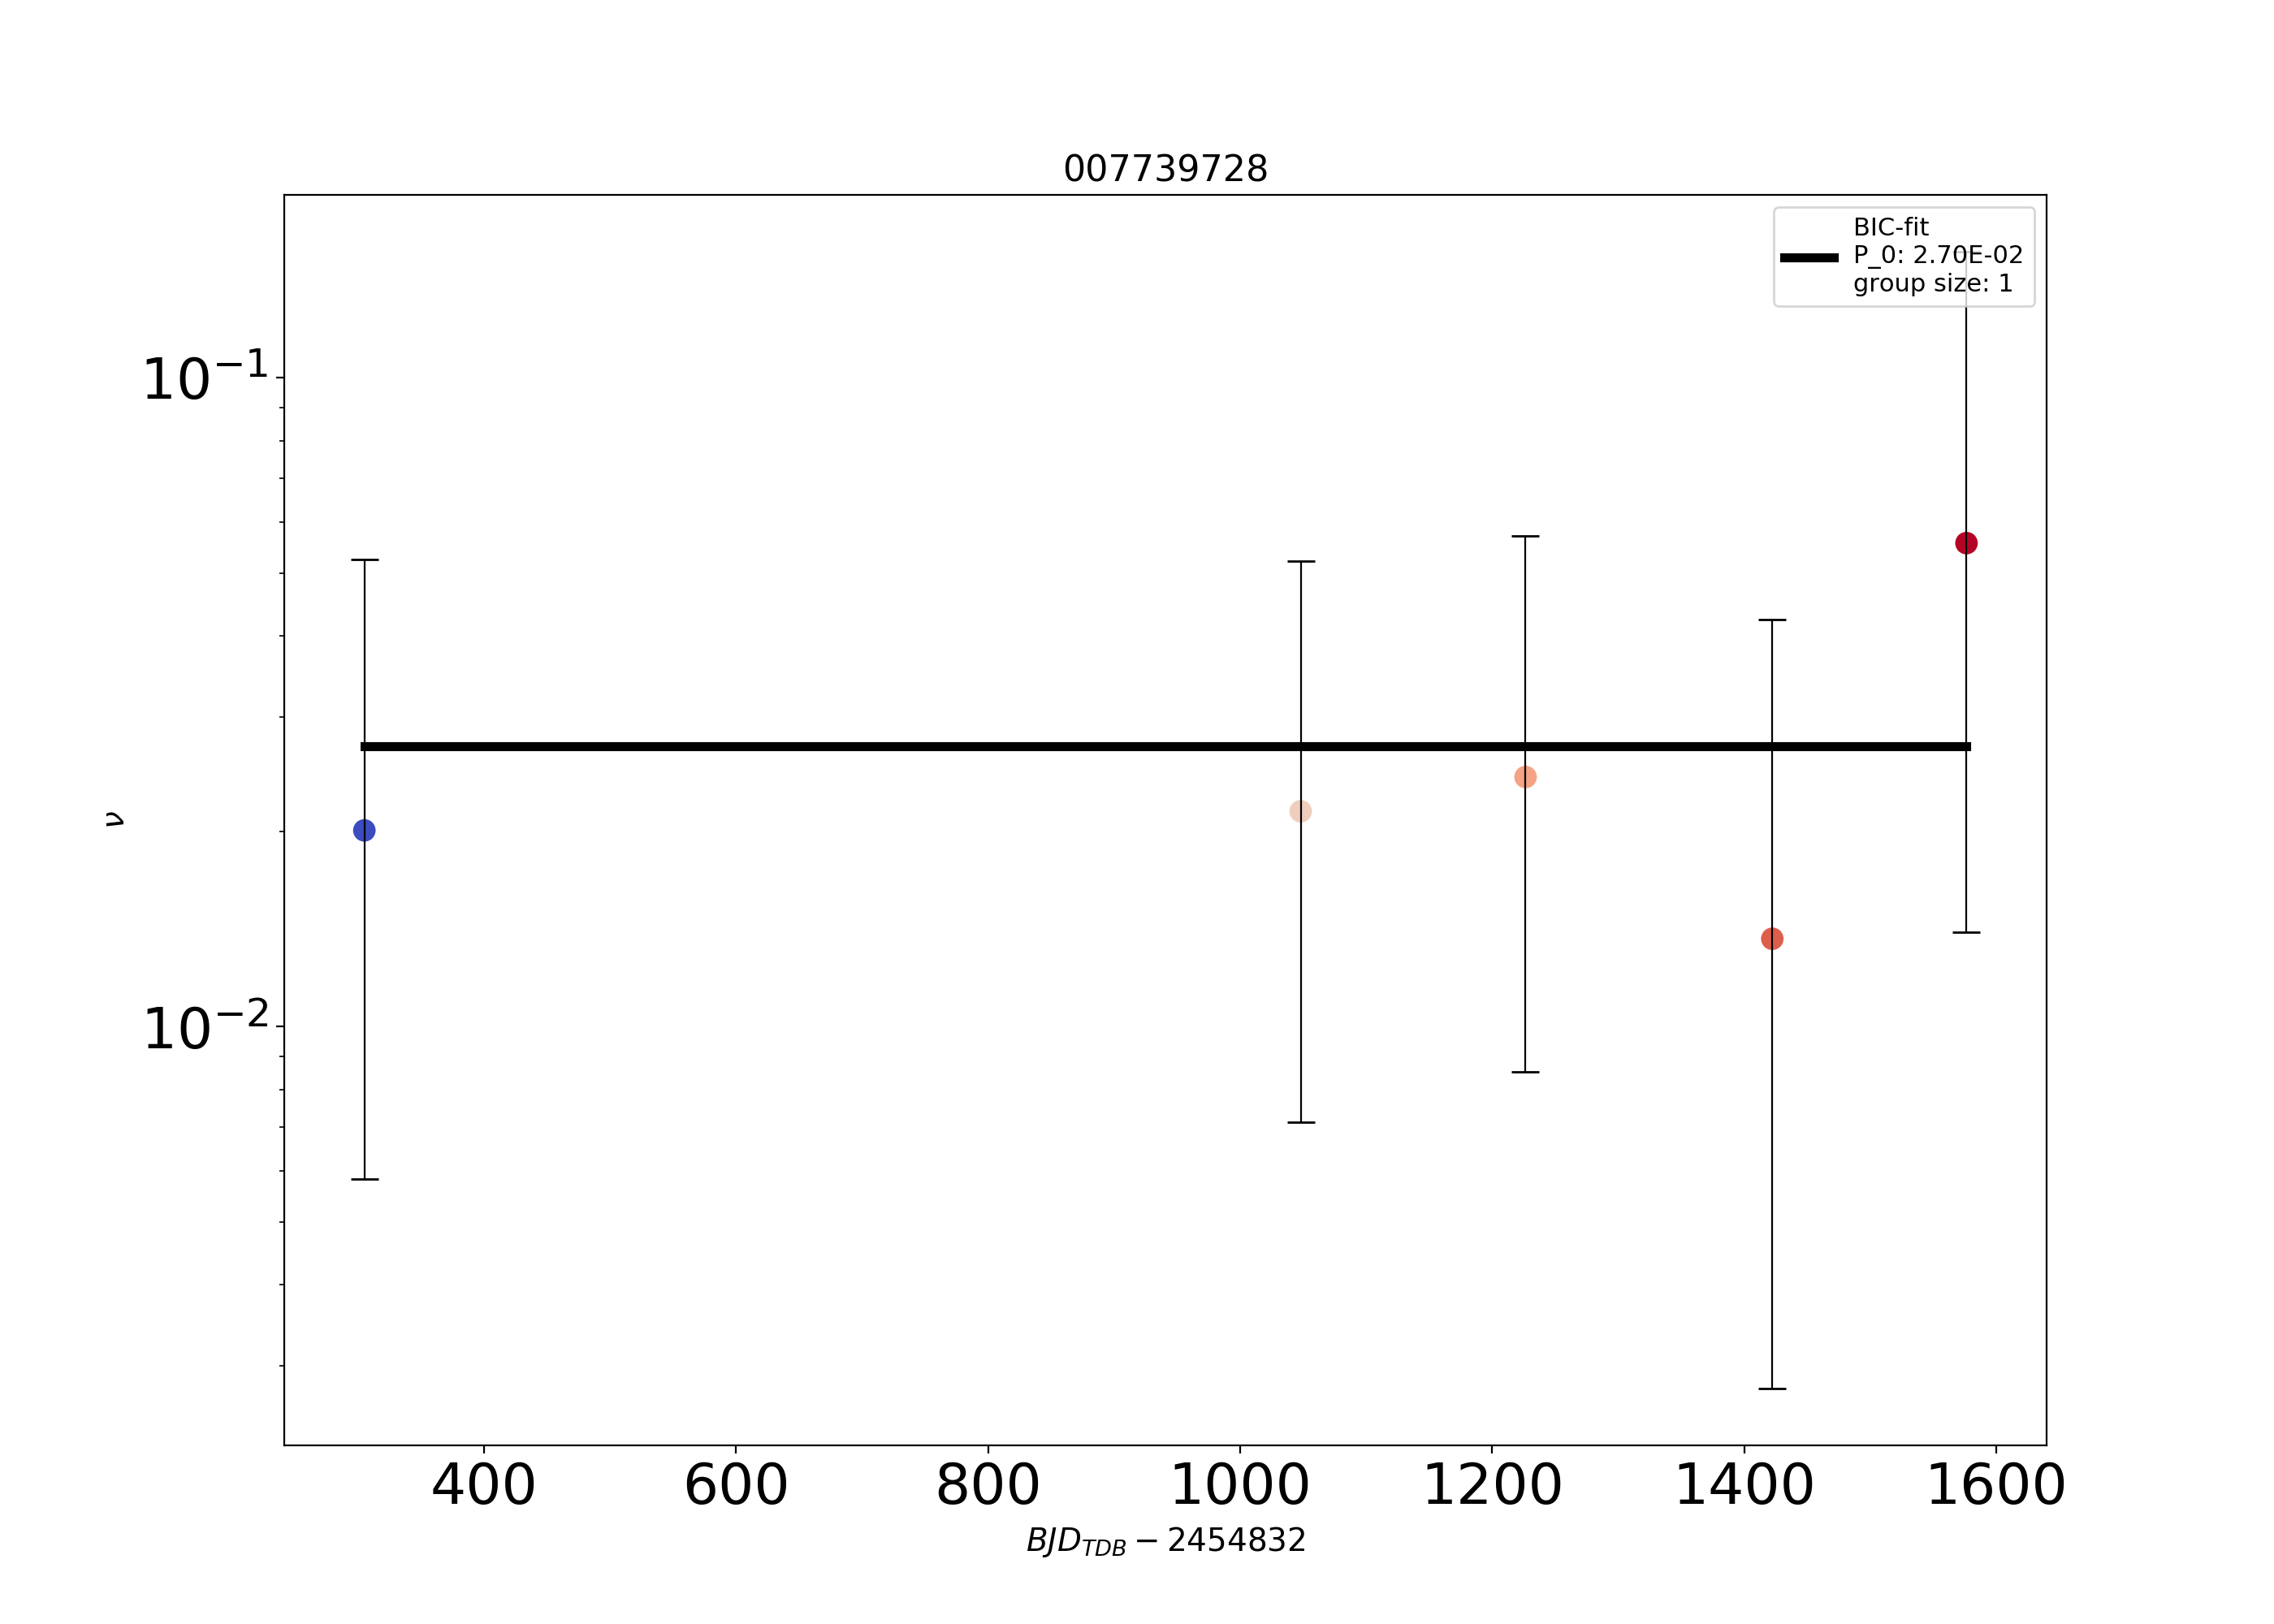 007739728
BIC-fit
P_0: 2.70E-02
group size: 1
10⁻¹
10⁻²
ν
400 600 800 1000 1200 1400 1600
BJD_{TDB} − 2454832